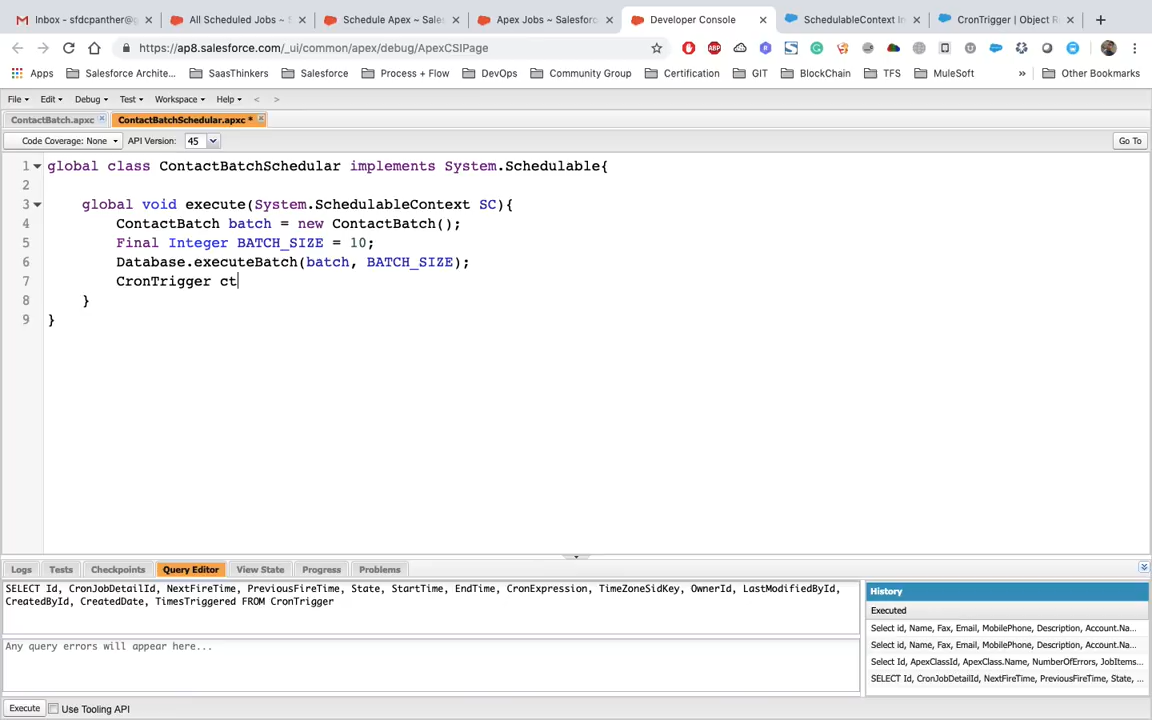 Inbox - sfdcpanther@
All Scheduled Jobs ~ S
Schedule Apex ~ Sales
Apex Jobs ~ Salesforc
Developer Console
SchedulableContext In
CronTrigger | Object R
https://ap8.salesforce.com/_ui/common/apex/debug/ApexCSIPage
Apps
Salesforce Archite...
SaasThinkers
Salesforce
Process + Flow
DevOps
Community Group
Certification
GIT
BlockChain
TFS
MuleSoft
»
Other Bookmarks
File
Edit
Debug
Test
Workspace
Help
<
>
ContactBatch.apxc
ContactBatchSchedular.apxc *
Code Coverage: None
API Version:
45
Go To
1 global class ContactBatchSchedular implements System.Schedulable{
2
3 global void execute(System.SchedulableContext SC){
4 ContactBatch batch = new ContactBatch();
5 Final Integer BATCH_SIZE = 10;
6 Database.executeBatch(batch, BATCH_SIZE);
7 CronTrigger ct
8 }
9 }
Logs
Tests
Checkpoints
Query Editor
View State
Progress
Problems
SELECT Id, CronJobDetailId, NextFireTime, PreviousFireTime, State, StartTime, EndTime, CronExpression, TimeZoneSidKey, OwnerId, LastModifiedById,
CreatedById, CreatedDate, TimesTriggered FROM CronTrigger
Any query errors will appear here...
History
Executed
Select id, Name, Fax, Email, MobilePhone, Description, Account.Na...
Select id, Name, Fax, Email, MobilePhone, Description, Account.Na...
Select Id, ApexClassId, ApexClass.Name, NumberOfErrors, JobItems...
SELECT Id, CronJobDetailId, NextFireTime, PreviousFireTime, State, ...
Execute
Use Tooling API